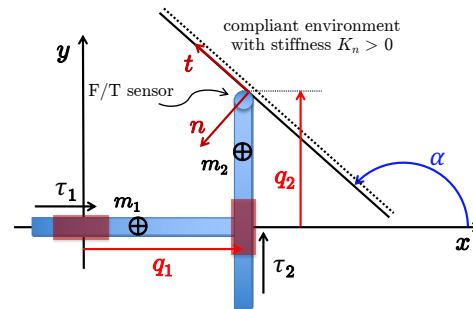 compliant environment
with stiffness K_n > 0
y
t
F/T sensor
n
m_2
q_2
α
τ_1
m_1
x
q_1
τ_2